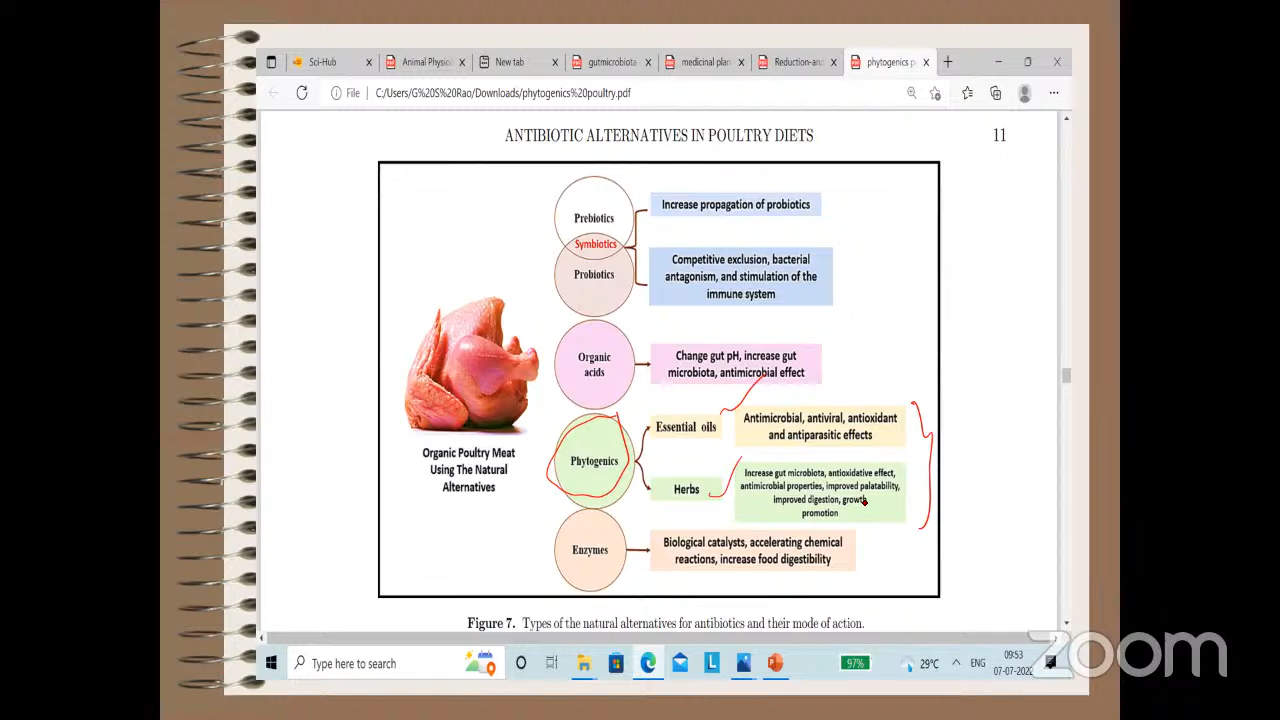 Sci-Hub
Animal Physiol
New tab
gutmicrobiota
medicinal plan
Reduction-and
phytogenics p
File
C:/Users/G%20S%20Rao/Downloads/phytogenics%20poultry.pdf
ANTIBIOTIC ALTERNATIVES IN POULTRY DIETS
11
Prebiotics
Symbiotics
Probiotics
Increase propagation of probiotics
Competitive exclusion, bacterial
antagonism, and stimulation of the
immune system
Organic
acids
Change gut pH, increase gut
microbiota, antimicrobial effect
Phytogenics
Essential oils
Antimicrobial, antiviral, antioxidant
and antiparasitic effects
Herbs
Increase gut microbiota, antioxidative effect,
antimicrobial properties, improved palatability,
improved digestion, growth
promotion
Organic Poultry Meat
Using The Natural
Alternatives
Enzymes
Biological catalysts, accelerating chemical
reactions, increase food digestibility
Figure 7. Types of the natural alternatives for antibiotics and their mode of action.
Type here to search
97%
29°C
ENG
09:53
07-07-2022
zoom